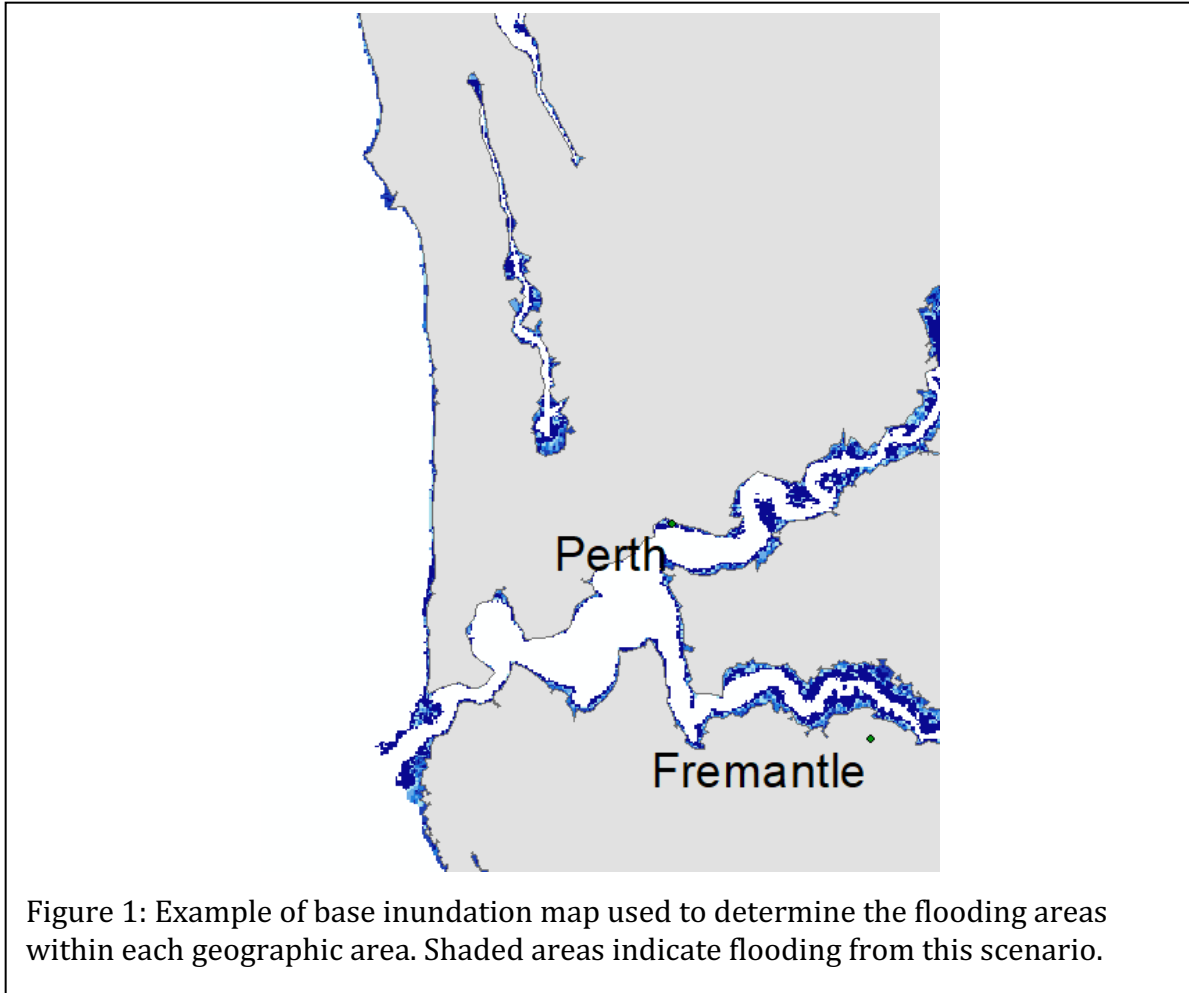 Perth
Fremantle
Figure 1: Example of base inundation map used to determine the flooding areas
within each geographic area. Shaded areas indicate flooding from this scenario.